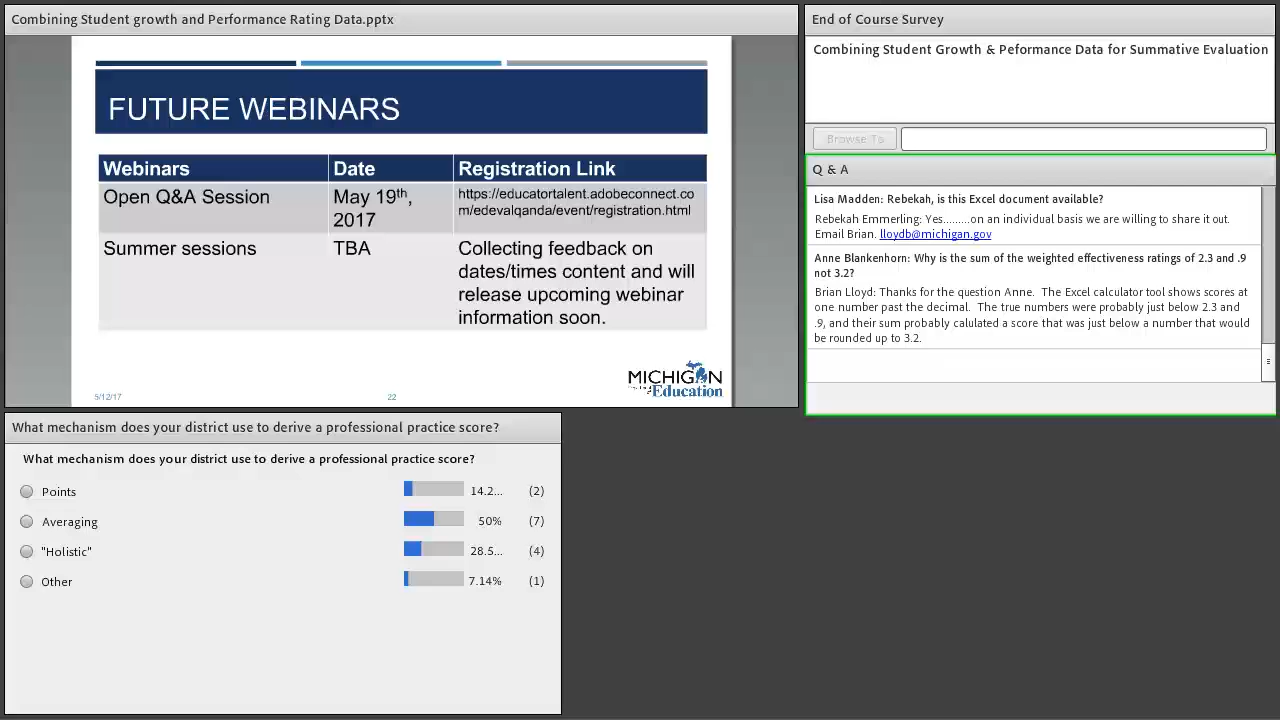 Combining Student growth and Performance Rating Data.pptx
FUTURE WEBINARS
Webinars Date Registration Link
Open Q&A Session May 19th, 2017 https://educatortalent.adobeconnect.co
m/edevalqanda/event/registration.html
Summer sessions TBA Collecting feedback on
dates/times content and will
release upcoming webinar
information soon.
MICHIGAN
Education
5/12/17 22
End of Course Survey
Combining Student Growth & Peformance Data for Summative Evaluation
Browse To
Q & A
Lisa Madden: Rebekah, is this Excel document available?
Rebekah Emmerling: Yes.........on an individual basis we are willing to share it out.
Email Brian. lloydb@michigan.gov
Anne Blankenhorn: Why is the sum of the weighted effectiveness ratings of 2.3 and .9
not 3.2?
Brian Lloyd: Thanks for the question Anne. The Excel calculator tool shows scores at
one number past the decimal. The true numbers were probably just below 2.3 and
.9, and their sum probably calulated a score that was just below a number that would
be rounded up to 3.2.
What mechanism does your district use to derive a professional practice score?
What mechanism does your district use to derive a professional practice score?
Points 14.2... (2)
Averaging 50% (7)
"Holistic" 28.5... (4)
Other 7.14% (1)